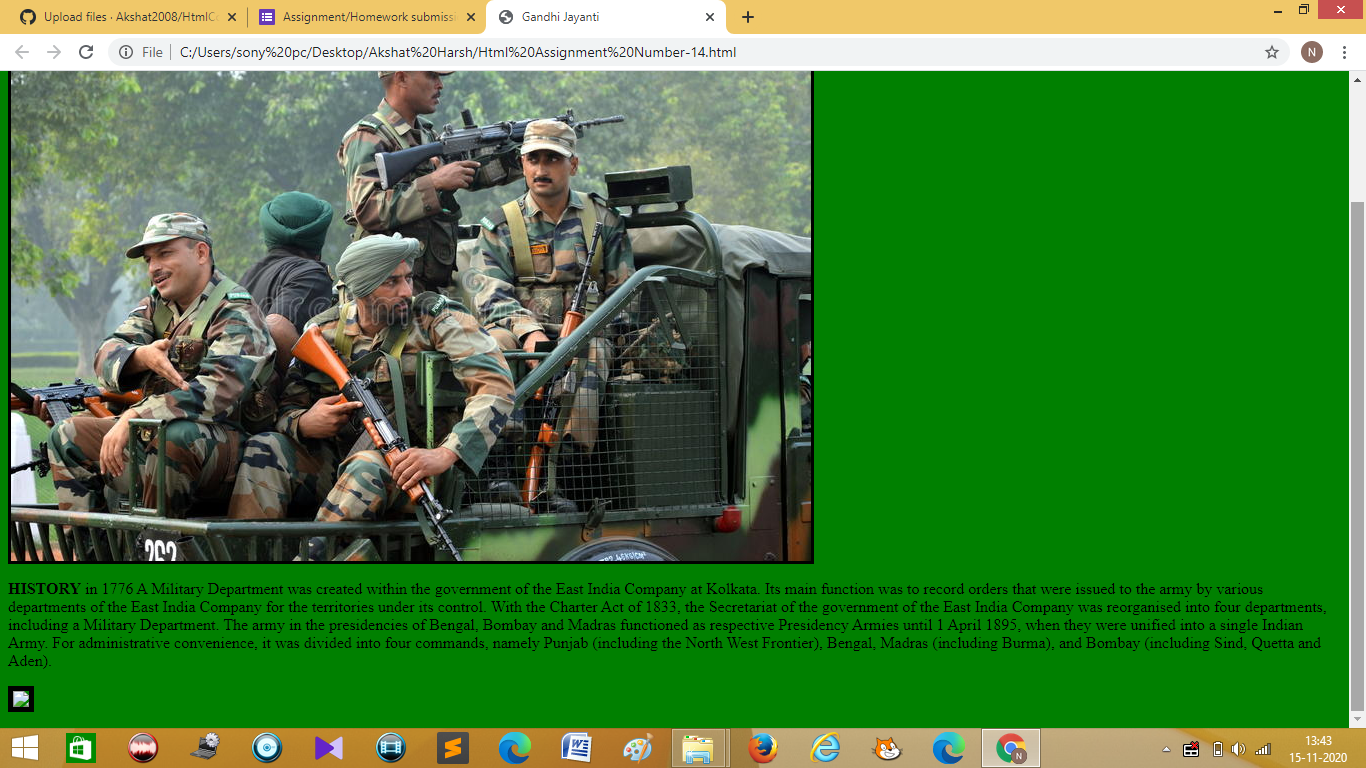 Upload files · Akshat2008/HtmlCo
Assignment/Homework submissi
Gandhi Jayanti
File
C:/Users/sony%20pc/Desktop/Akshat%20Harsh/Html%20Assignment%20Number-14.html
N
262
HISTORY in 1776 A Military Department was created within the government of the East India Company at Kolkata. Its main function was to record orders that were issued to the army by various
departments of the East India Company for the territories under its control. With the Charter Act of 1833, the Secretariat of the government of the East India Company was reorganised into four departments,
including a Military Department. The army in the presidencies of Bengal, Bombay and Madras functioned as respective Presidency Armies until 1 April 1895, when they were unified into a single Indian
Army. For administrative convenience, it was divided into four commands, namely Punjab (including the North West Frontier), Bengal, Madras (including Burma), and Bombay (including Sind, Quetta and
Aden).
13:43
15-11-2020